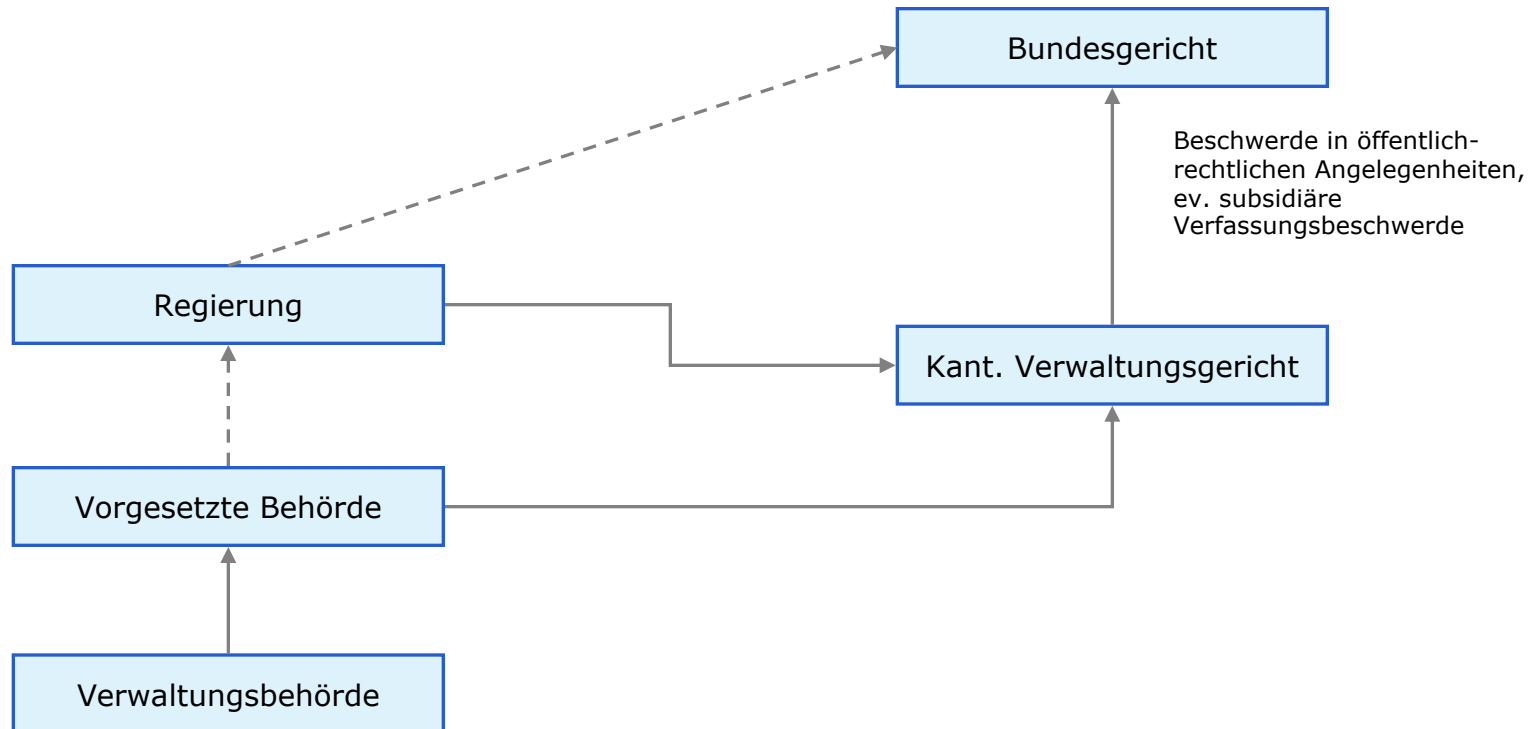 Bundesgericht
Beschwerde in öffentlich-
rechtlichen Angelegenheiten,
ev. subsidiäre
Verfassungsbeschwerde
Regierung
Kant. Verwaltungsgericht
Vorgesetzte Behörde
Verwaltungsbehörde